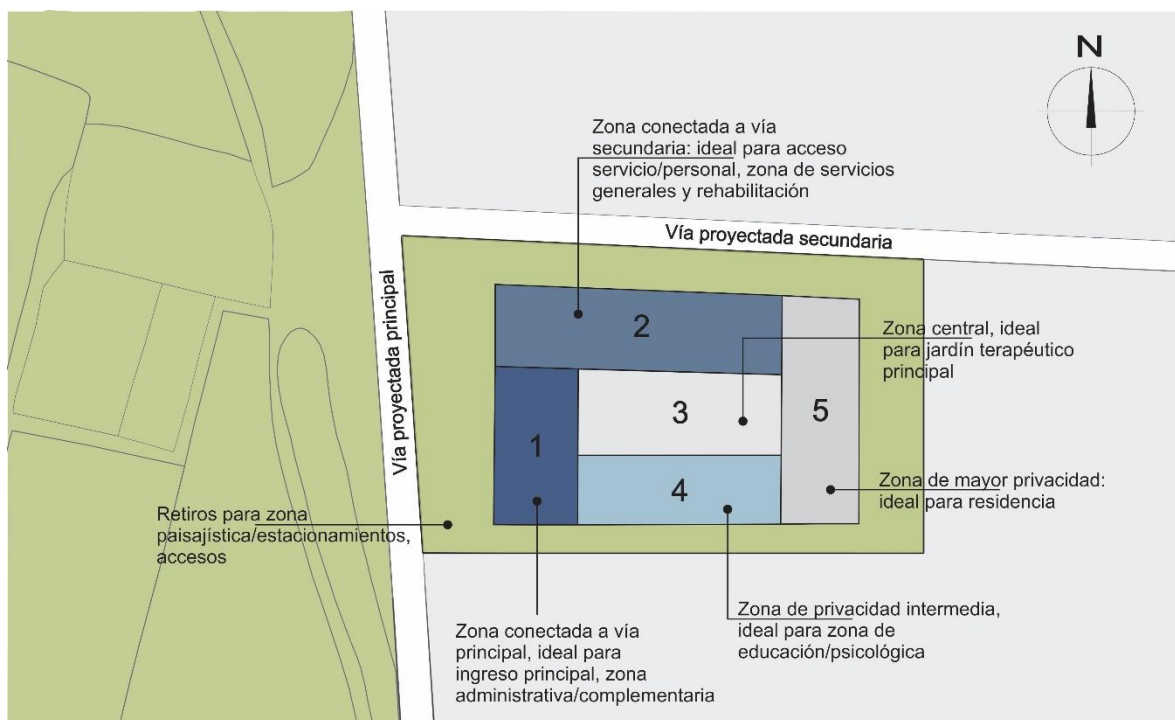 N
Zona conectada a vía
secundaria: ideal para acceso
servicio/personal, zona de servicios
generales y rehabilitación
Vía proyectada secundaria
Vía proyectada principal
2
Zona central, ideal
para jardín terapéutico
principal
3
5
1
4
Zona de mayor privacidad:
ideal para residencia
Retiros para zona
paisajística/estacionamientos,
accesos
Zona conectada a vía
principal, ideal para
ingreso principal, zona
administrativa/complementaria
Zona de privacidad intermedia,
ideal para zona de
educación/psicológica